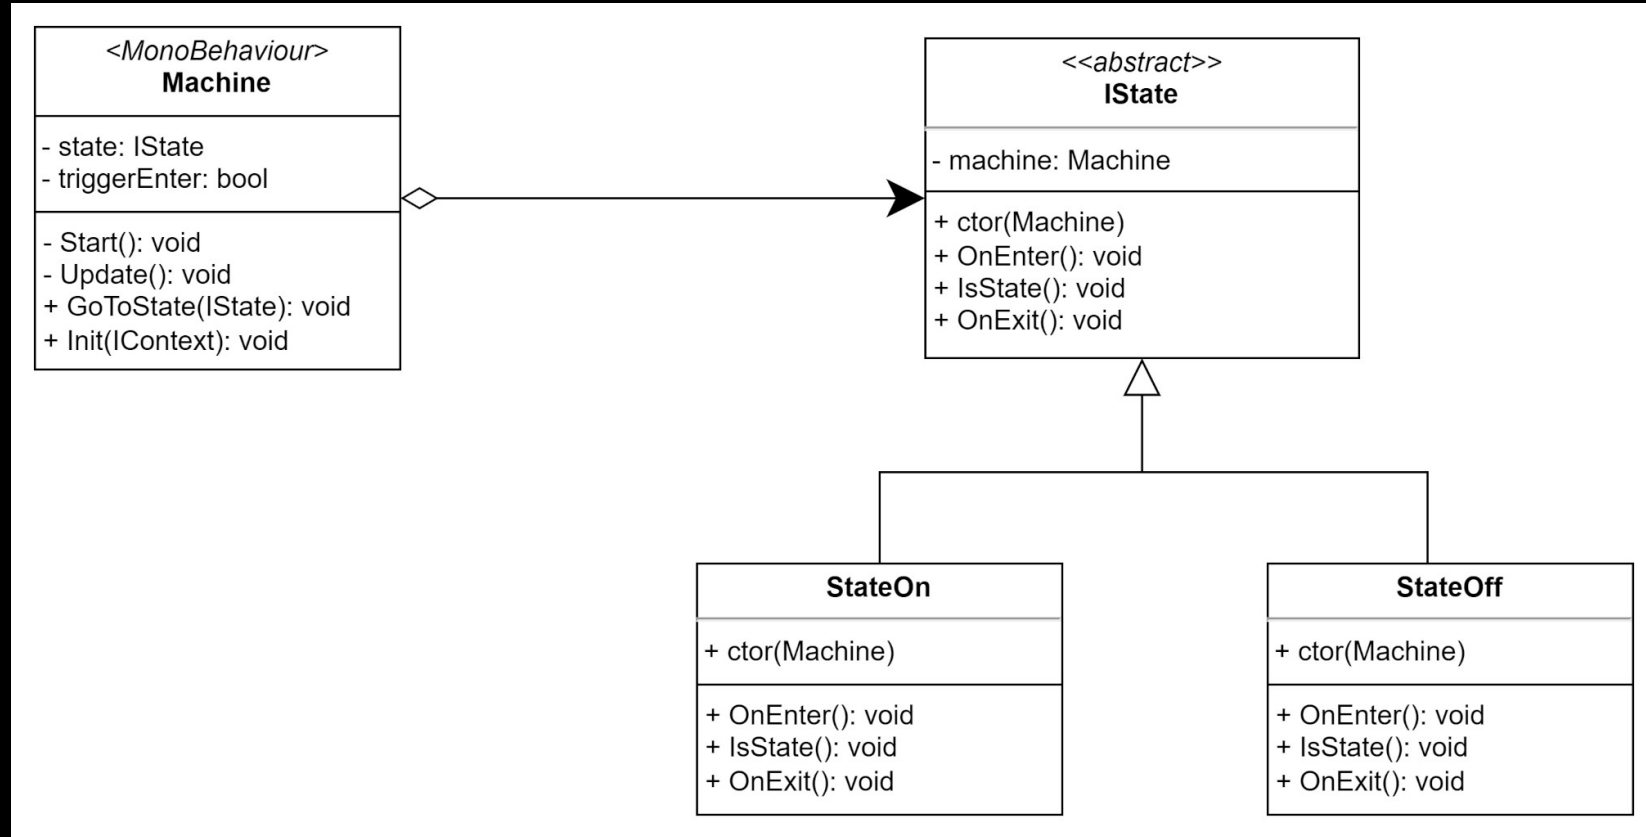 <MonoBehaviour>
Machine
- state: IState
- triggerEnter: bool
- Start(): void
- Update(): void
+ GoToState(IState): void
+ Init(IContext): void
<<abstract>>
IState
- machine: Machine
+ ctor(Machine)
+ OnEnter(): void
+ IsState(): void
+ OnExit(): void
StateOn
+ ctor(Machine)
+ OnEnter(): void
+ IsState(): void
+ OnExit(): void
StateOff
+ ctor(Machine)
+ OnEnter(): void
+ IsState(): void
+ OnExit(): void